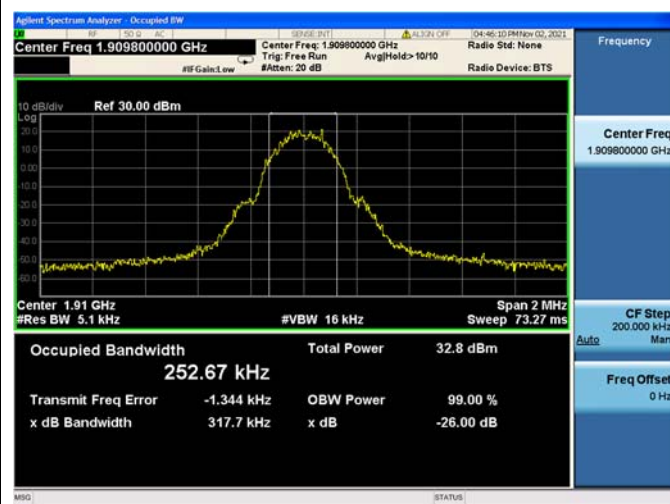 Agilent Spectrum Analyzer - Occupied BW
RF 50 Ω AC SENSE:INT ALIGN OFF 04:46:10 PM Nov 02, 2021
Center Freq 1.909800000 GHz
Center Freq: 1.909800000 GHz
Radio Std: None
Trig: Free Run Avg|Hold:> 10/10
#IFGain:Low #Atten: 20 dB Radio Device: BTS
Frequency
10 dB/div Ref 30.00 dBm
Log
20.0
10.0
0.00
-10.0
-20.0
-30.0
-40.0
-50.0
-60.0
Center Freq
1.909800000 GHz
Center 1.91 GHz Span 2 MHz
#Res BW 5.1 kHz #VBW 16 kHz Sweep 73.27 ms
CF Step
200.000 kHz
Auto Man
Occupied Bandwidth Total Power 32.8 dBm
252.67 kHz
Transmit Freq Error -1.344 kHz OBW Power 99.00 %
x dB Bandwidth 317.7 kHz x dB -26.00 dB
Freq Offset
0 Hz
MSG STATUS